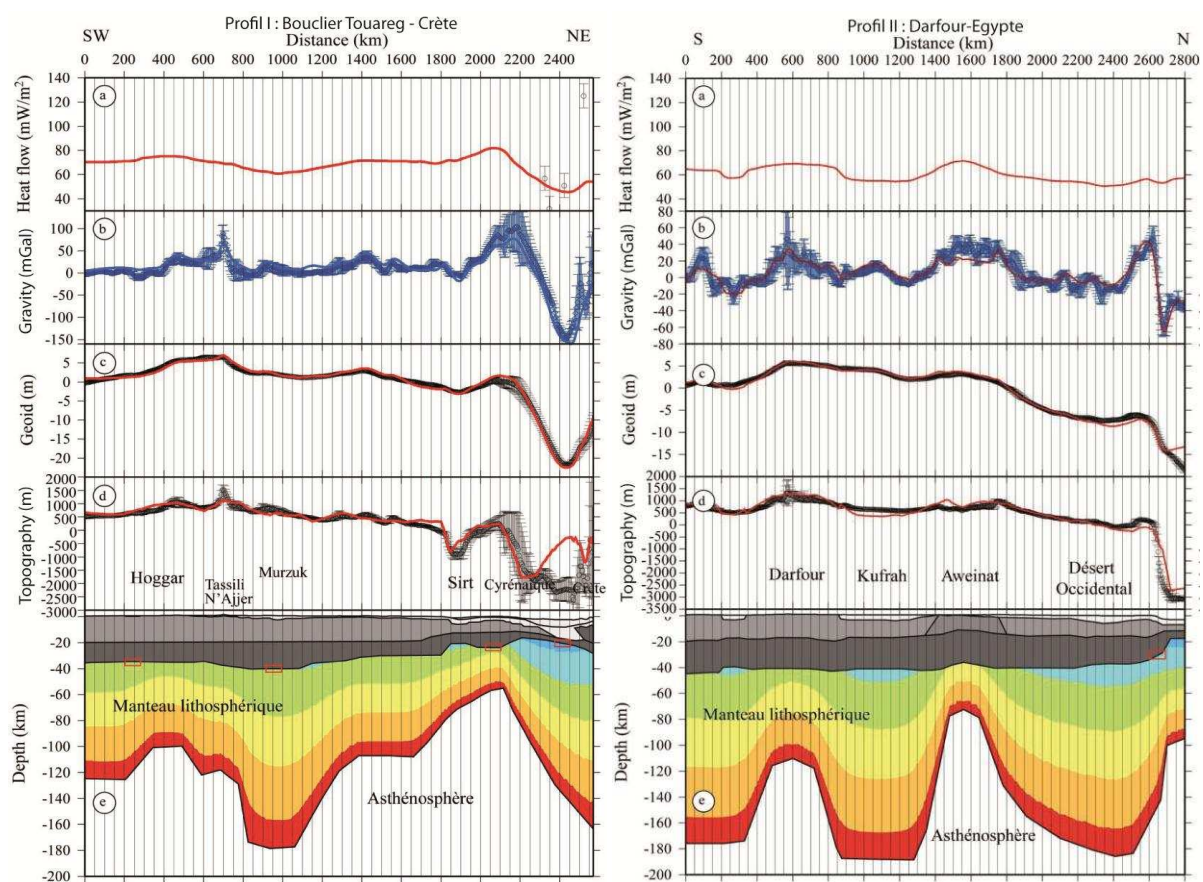 Profil I : Bouclier Touareg - Crète
SW Distance (km) NE
0 200 400 600 800 1000 1200 1400 1600 1800 2000 2200 2400
Heat flow (mW/m²)
140
120
100
80
60
40
a
Gravity (mGal)
100
50
0
-50
-100
-150
b
Geoid (m)
5
0
-5
-10
-15
-20
c
Topography (m)
2000
1500
1000
500
0
-500
-1000
-1500
-2000
-2500
-3000
d
Hoggar
Tassili
N'Ajjer
Murzuk
Sirt
Cyrénaïque
Crète
Depth (km)
-20
-40
-60
-80
-100
-120
-140
-160
-180
-200
Manteau lithosphérique
Asthénosphère
e
Profil II : Darfour-Egypte
S Distance (km) N
0 200 400 600 800 1000 1200 1400 1600 1800 2000 2200 2400 2600 2800
Heat flow (mW/m²)
140
120
100
80
60
40
a
Gravity (mGal)
80
60
40
20
0
-20
-40
-60
-80
b
Geoid (m)
5
0
-5
-10
-15
c
Topography (m)
2000
1500
1000
500
0
-500
-1000
-1500
-2000
-2500
-3000
-3500
d
Darfour
Kufrah
Aweinat
Désert
Occidental
Depth (km)
0
-20
-40
-60
-80
-100
-120
-140
-160
-180
-200
Manteau lithosphérique
Asthénosphère
e